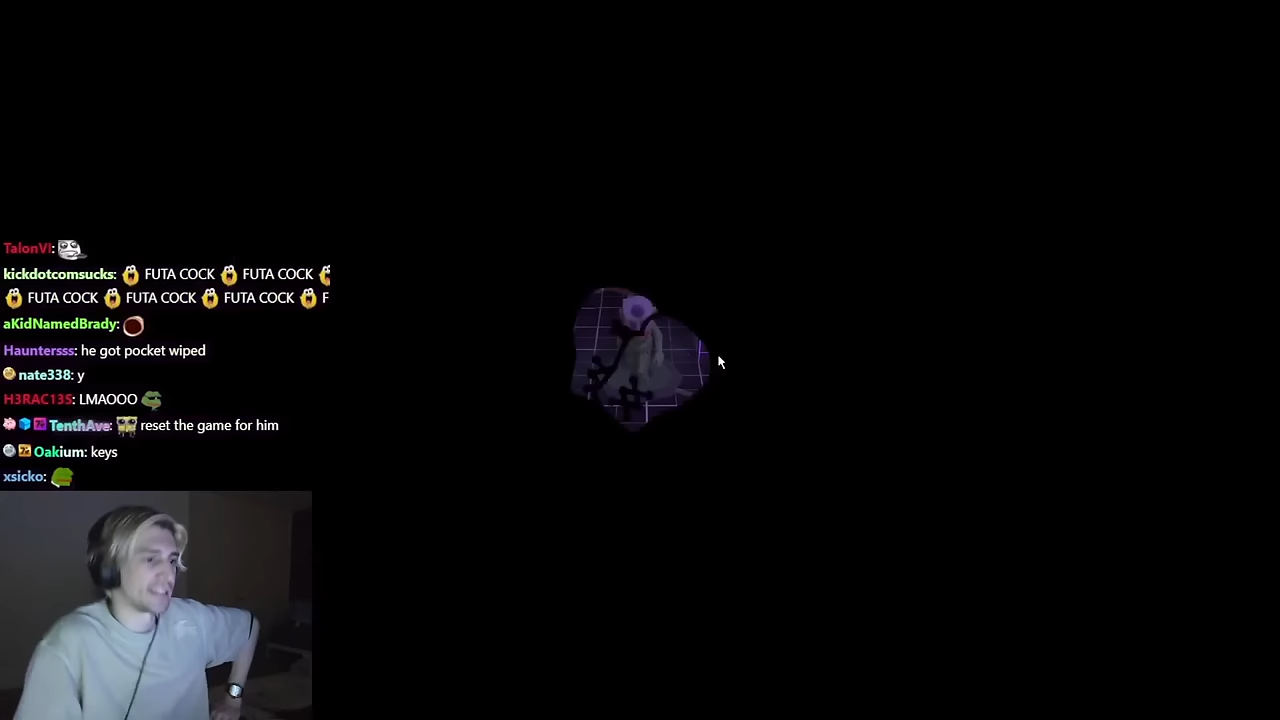 TalonVI:
kickdotcomsucks: FUTA COCK FUTA COCK
FUTA COCK FUTA COCK FUTA COCK F
aKidNamedBrady:
Hauntersss: he got pocket wiped
nate338: y
H3RAC13S: LMAOOO
TenthAve: reset the game for him
Oakium: keys
xsicko: